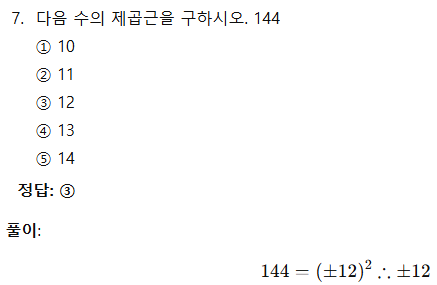 7. 다음 수의 제곱근을 구하시오. 144
① 10
② 11
③ 12
④ 13
⑤ 14
정답: ③
풀이:
144 = (±12)² ∴ ±12